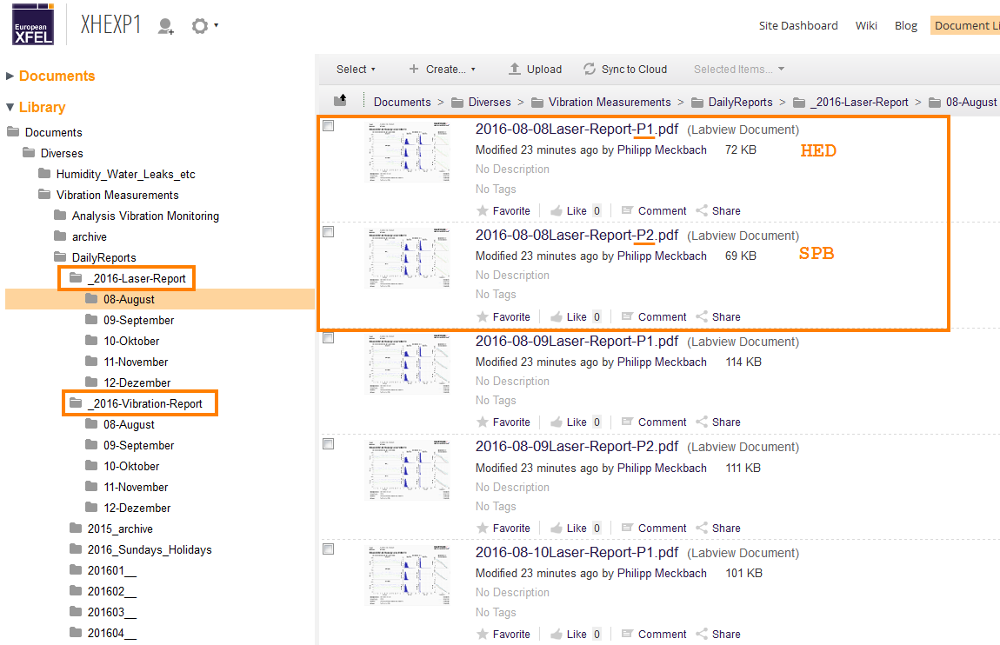 European
XFEL
XHEXP1
Site Dashboard Wiki Blog Document Li
Documents
Library
Documents
Diverses
Humidity_Water_Leaks_etc
Vibration Measurements
Analysis Vibration Monitoring
archive
DailyReports
_2016-Laser-Report
08-August
09-September
10-Oktober
11-November
12-Dezember
_2016-Vibration-Report
08-August
09-September
10-Oktober
11-November
12-Dezember
2015_archive
2016_Sundays_Holidays
201601__
201602__
201603__
201604__
Select Create... Upload Sync to Cloud Selected Items...
Documents > Diverses > Vibration Measurements > DailyReports > _2016-Laser-Report > 08-August
2016-08-08Laser-Report-P1.pdf (Labview Document)
Modified 23 minutes ago by Philipp Meckbach 72 KB HED
No Description
No Tags
Favorite Like 0 Comment Share
2016-08-08Laser-Report-P2.pdf (Labview Document)
Modified 23 minutes ago by Philipp Meckbach 69 KB SPB
No Description
No Tags
Favorite Like 0 Comment Share
2016-08-09Laser-Report-P1.pdf (Labview Document)
Modified 23 minutes ago by Philipp Meckbach 114 KB
No Description
No Tags
Favorite Like 0 Comment Share
2016-08-09Laser-Report-P2.pdf (Labview Document)
Modified 23 minutes ago by Philipp Meckbach 111 KB
No Description
No Tags
Favorite Like 0 Comment Share
2016-08-10Laser-Report-P1.pdf (Labview Document)
Modified 23 minutes ago by Philipp Meckbach 101 KB
No Description
No Tags
Favorite Like 0 Comment Share